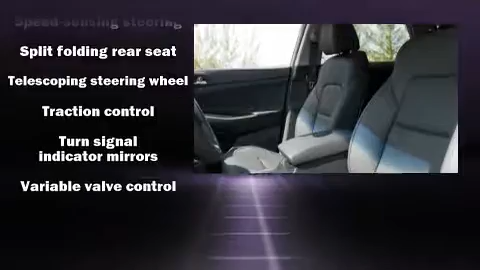 Speed-sensing steering
Split folding rear seat
Telescoping steering wheel
Traction control
Turn signal
indicator mirrors
Variable valve control